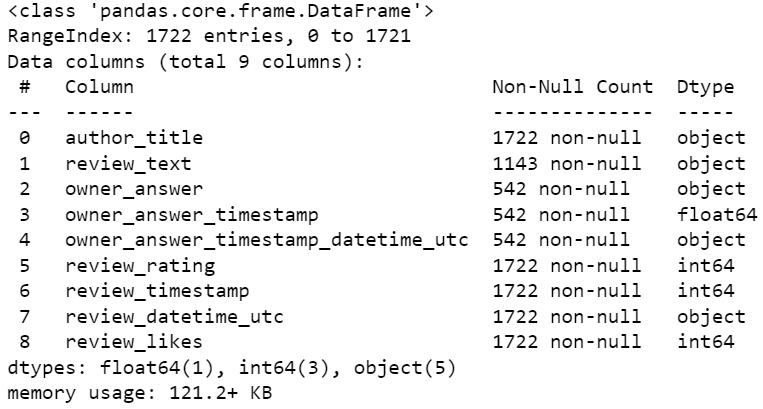 <class 'pandas.core.frame.DataFrame'>
RangeIndex: 1722 entries, 0 to 1721
Data columns (total 9 columns):
 #   Column                              Non-Null Count  Dtype
---  ------                              --------------  -----
 0   author_title                        1722 non-null   object
 1   review_text                         1143 non-null   object
 2   owner_answer                        542 non-null    object
 3   owner_answer_timestamp              542 non-null    float64
 4   owner_answer_timestamp_datetime_utc  542 non-null    object
 5   review_rating                       1722 non-null   int64
 6   review_timestamp                    1722 non-null   int64
 7   review_datetime_utc                 1722 non-null   object
 8   review_likes                        1722 non-null   int64
dtypes: float64(1), int64(3), object(5)
memory usage: 121.2+ KB